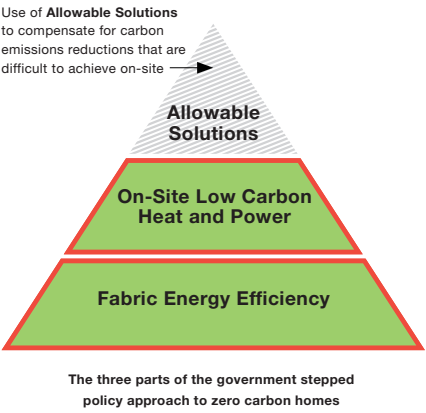 Use of Allowable Solutions
to compensate for carbon
emissions reductions that are
difficult to achieve on-site
Allowable
Solutions
On-Site Low Carbon
Heat and Power
Fabric Energy Efficiency
The three parts of the government stepped
policy approach to zero carbon homes